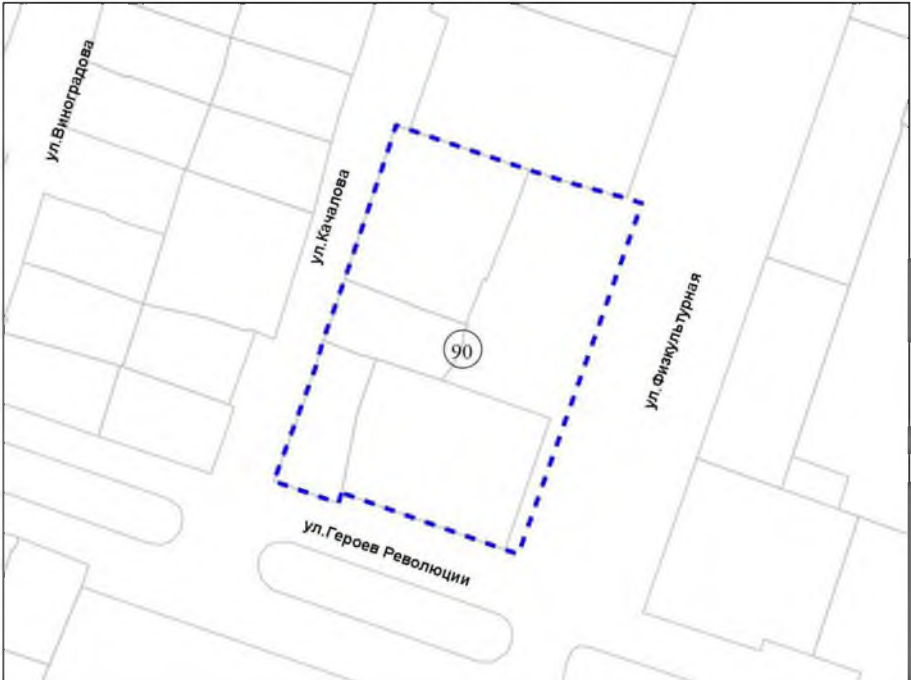 ул.Виноградова
ул.Качалова
90
ул.Физкультурная
ул.Героев Революции